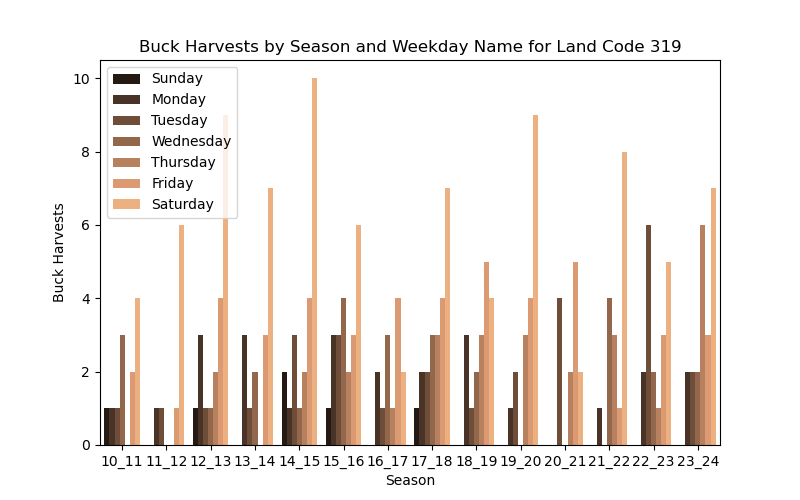 Buck Harvests by Season and Weekday Name for Land Code 319
Sunday
Monday
Tuesday
Wednesday
Thursday
Friday
Saturday
10
8
6
4
2
0
Buck Harvests
10_11 11_12 12_13 13_14 14_15 15_16 16_17 17_18 18_19 19_20 20_21 21_22 22_23 23_24
Season